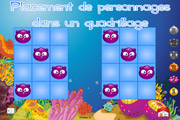 Placement de personnages
dans un quadrillage